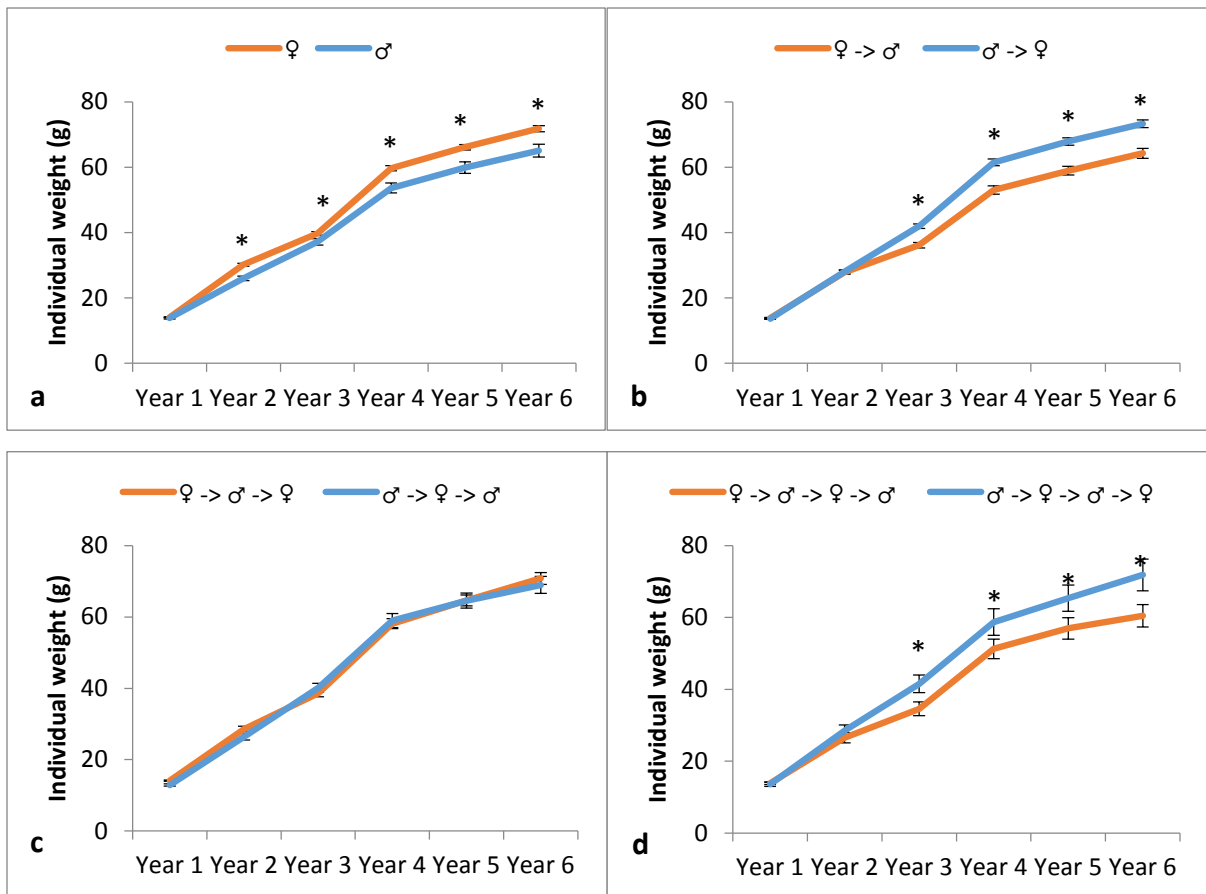 ♀ ♂
Individual weight (g)
80
*
*
*
60
*
40
*
20
0
Year 1 Year 2 Year 3 Year 4 Year 5 Year 6
a
♀ -> ♂ ♂ -> ♀
Individual weight (g)
80
*
*
*
60
*
40
20
0
Year 1 Year 2 Year 3 Year 4 Year 5 Year 6
b
♀ -> ♂ -> ♀ ♂ -> ♀ -> ♂
Individual weight (g)
80
60
40
20
0
Year 1 Year 2 Year 3 Year 4 Year 5 Year 6
c
♀ -> ♂ -> ♀ -> ♂ ♂ -> ♀ -> ♂ -> ♀
Individual weight (g)
80
*
*
*
60
*
40
20
0
Year 1 Year 2 Year 3 Year 4 Year 5 Year 6
d